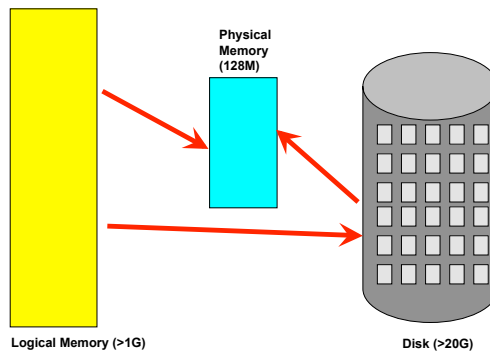 Physical
Memory
(128M)
Logical Memory (>1G)
Disk (>20G)